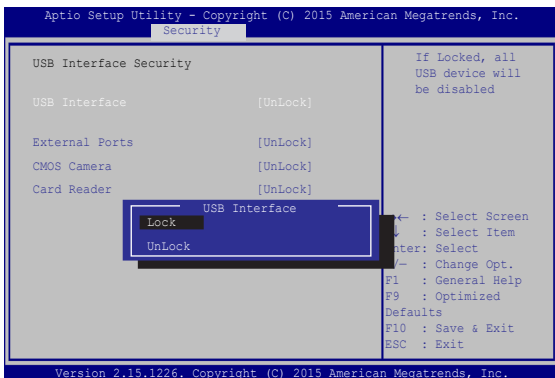 Aptio Setup Utility - Copyright (C) 2015 American Megatrends, Inc.
Security
USB Interface Security
USB Interface [UnLock]
External Ports [UnLock]
CMOS Camera [UnLock]
Card Reader [UnLock]
USB Interface
Lock
UnLock
If Locked, all
USB device will
be disabled
→← : Select Screen
↓ : Select Item
nter: Select
/— : Change Opt.
F1 : General Help
F9 : Optimized
Defaults
F10 : Save & Exit
ESC : Exit
Version 2.15.1226. Copyright (C) 2015 American Megatrends, Inc.